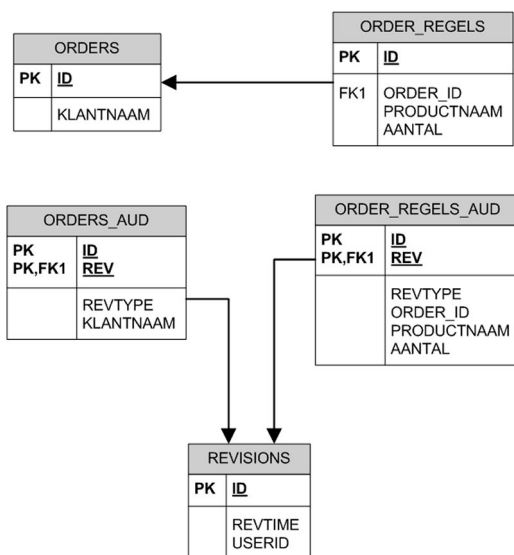 ORDERS
PK ID
KLANTNAAM
ORDER_REGELS
PK ID
FK1 ORDER_ID
PRODUCTNAAM
AANTAL
ORDERS_AUD
PK ID
PK,FK1 REV
REVTYPE
KLANTNAAM
ORDER_REGELS_AUD
PK ID
PK,FK1 REV
REVTYPE
ORDER_ID
PRODUCTNAAM
AANTAL
REVISIONS
PK ID
REVTIME
USERID